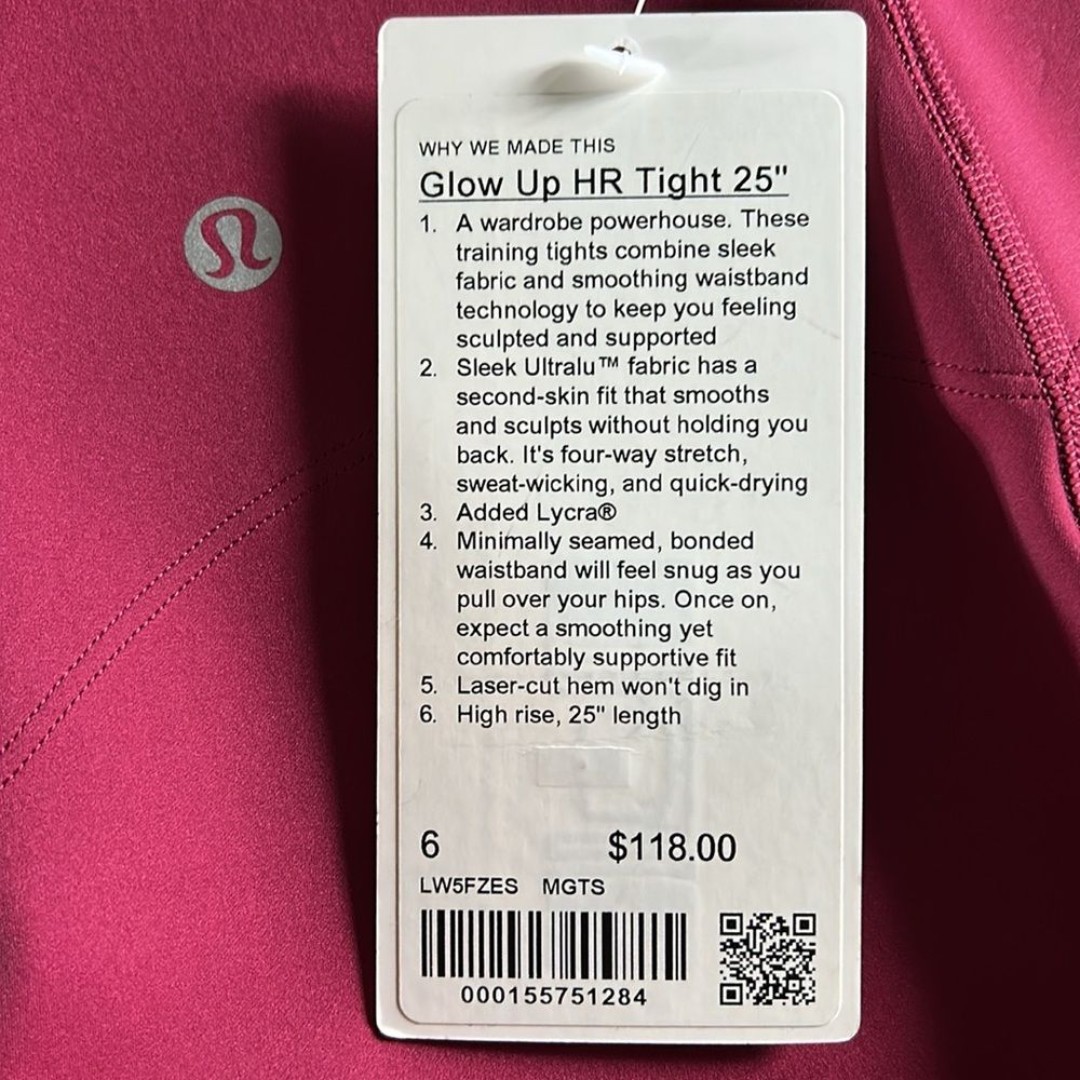 WHY WE MADE THIS
Glow Up HR Tight 25"
1. A wardrobe powerhouse. These
training tights combine sleek
fabric and smoothing waistband
technology to keep you feeling
sculpted and supported
2. Sleek Ultralu™ fabric has a
second-skin fit that smooths
and sculpts without holding you
back. It's four-way stretch,
sweat-wicking, and quick-drying
3. Added Lycra®
4. Minimally seamed, bonded
waistband will feel snug as you
pull over your hips. Once on,
expect a smoothing yet
comfortably supportive fit
5. Laser-cut hem won't dig in
6. High rise, 25" length
6 $118.00
LW5FZES MGTS
000155751284